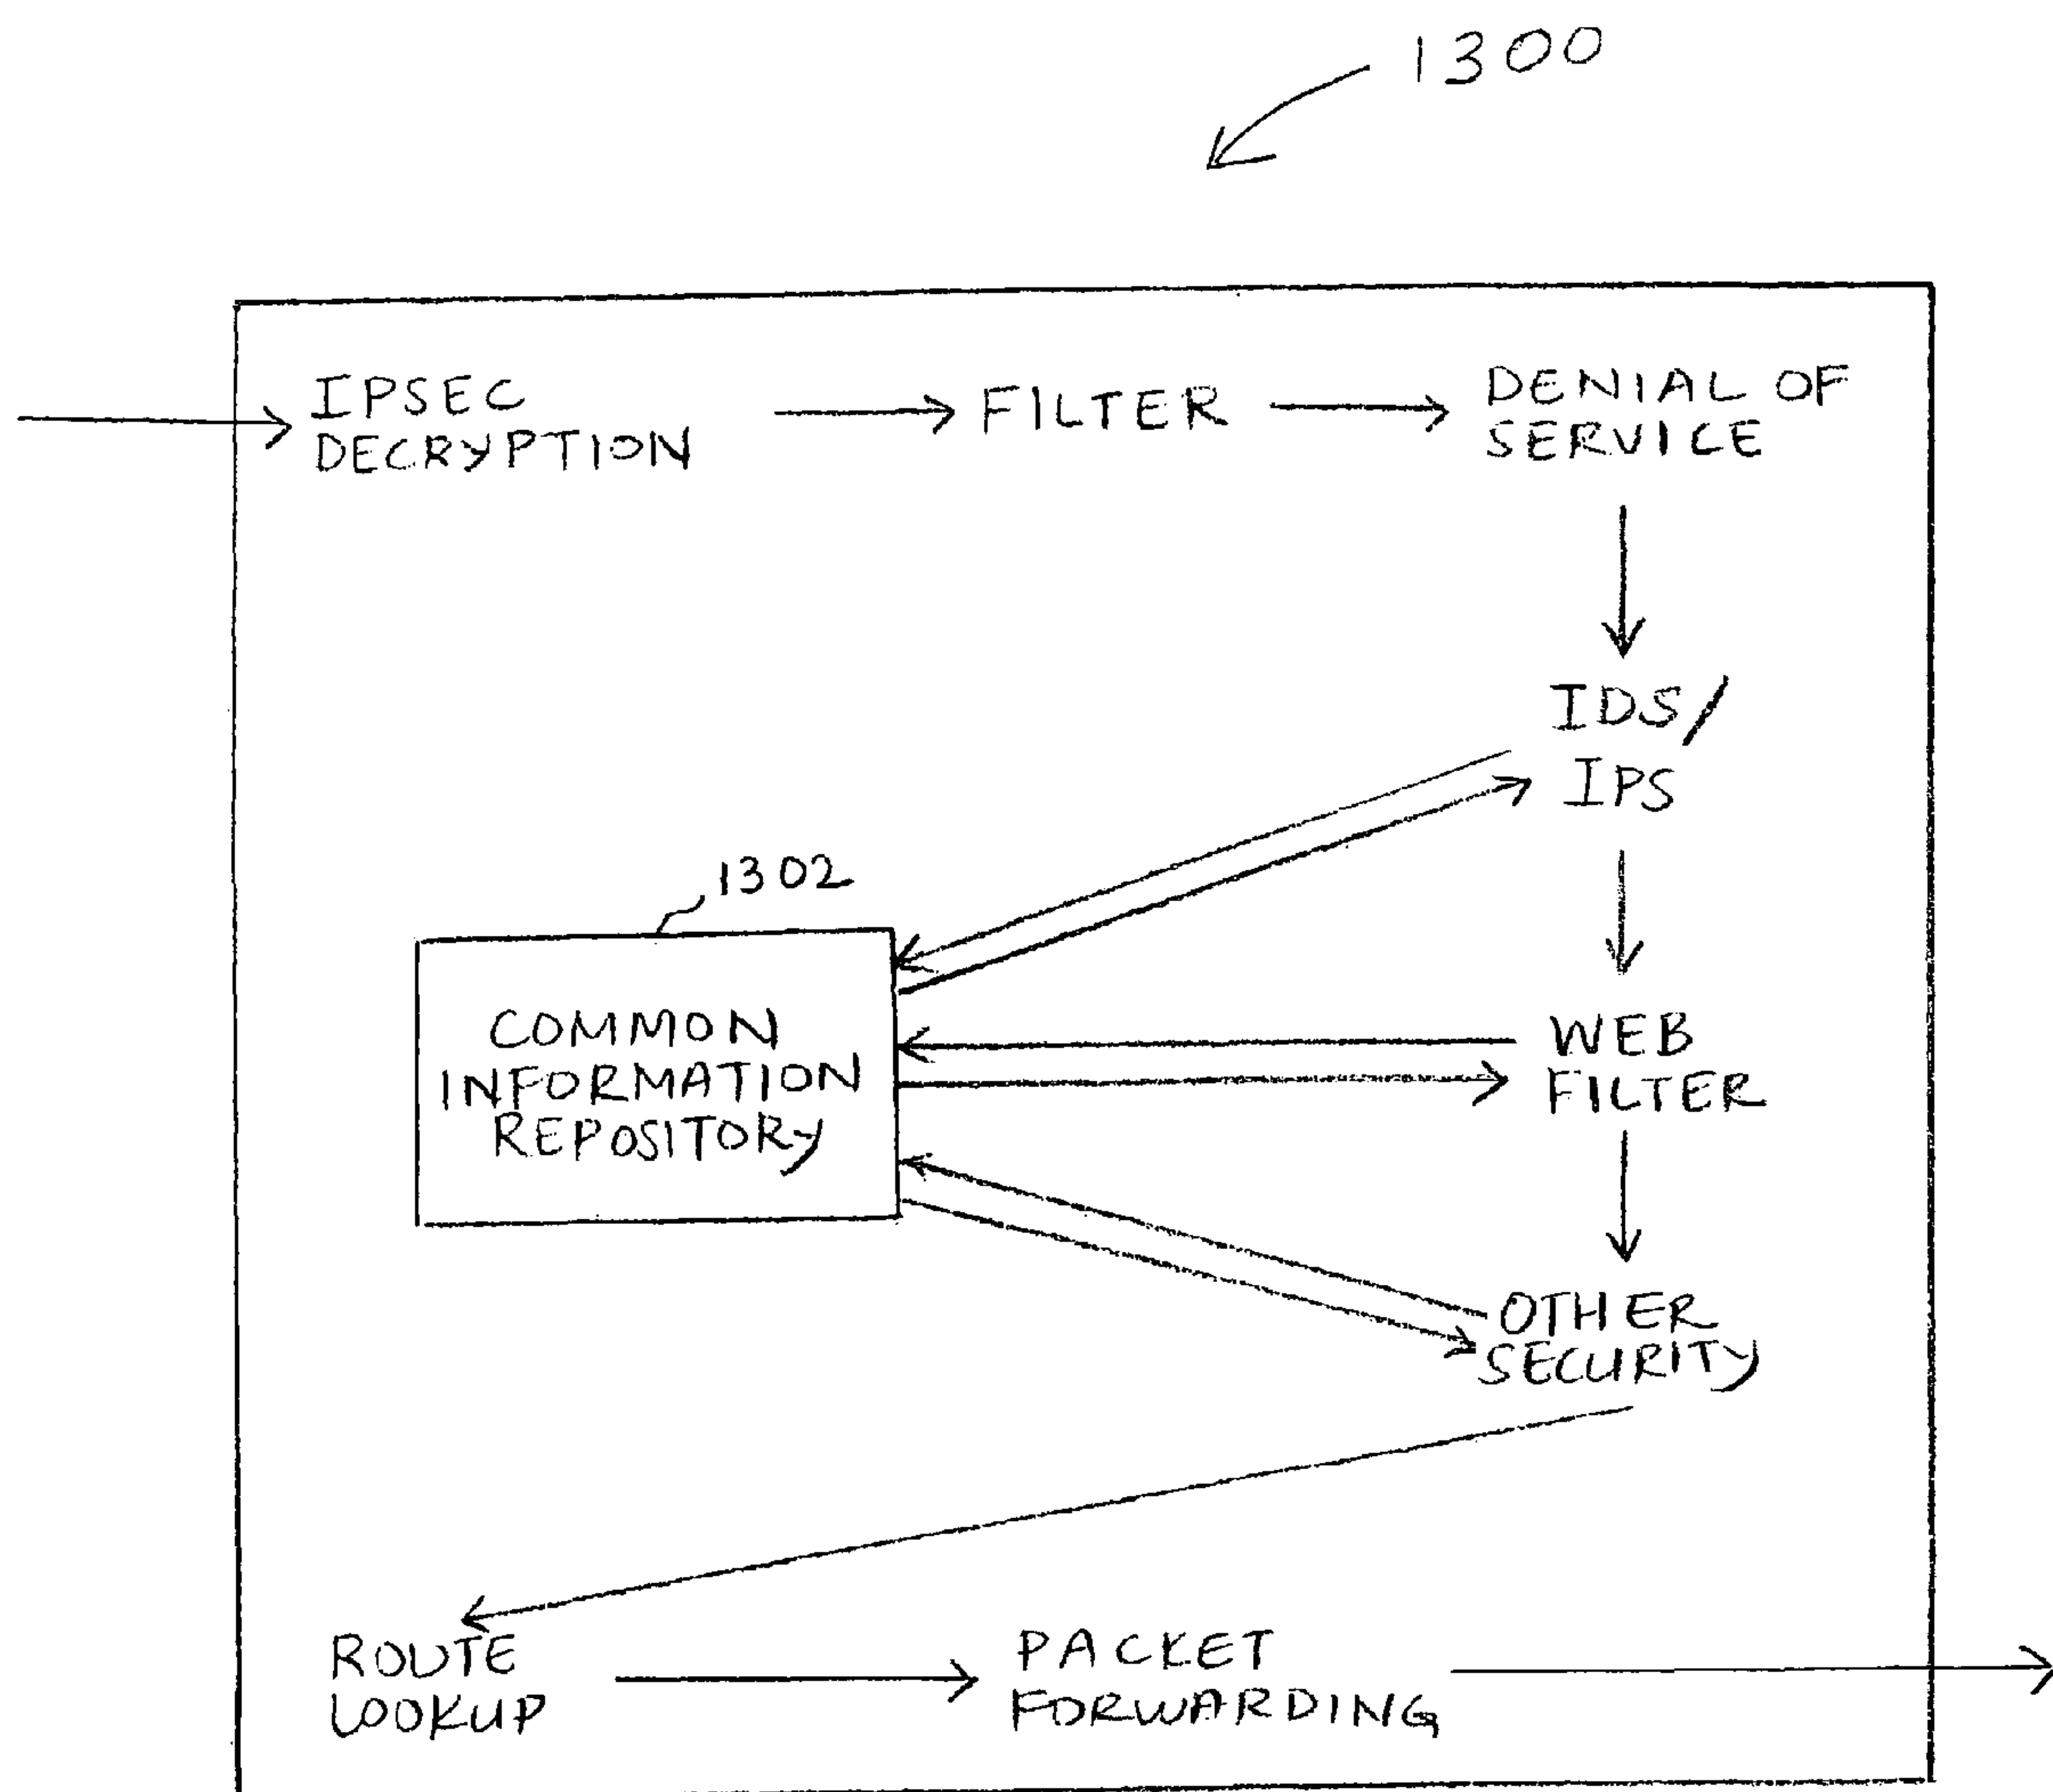 1300
IPSEC
DECRYPTION
FILTER
DENIAL OF
SERVICE
IDS/
IPS
1302
COMMON
INFORMATION
REPOSITORY
WEB
FILTER
OTHER
SECURITY
ROUTE
LOOKUP
PACKET
FORWARDING